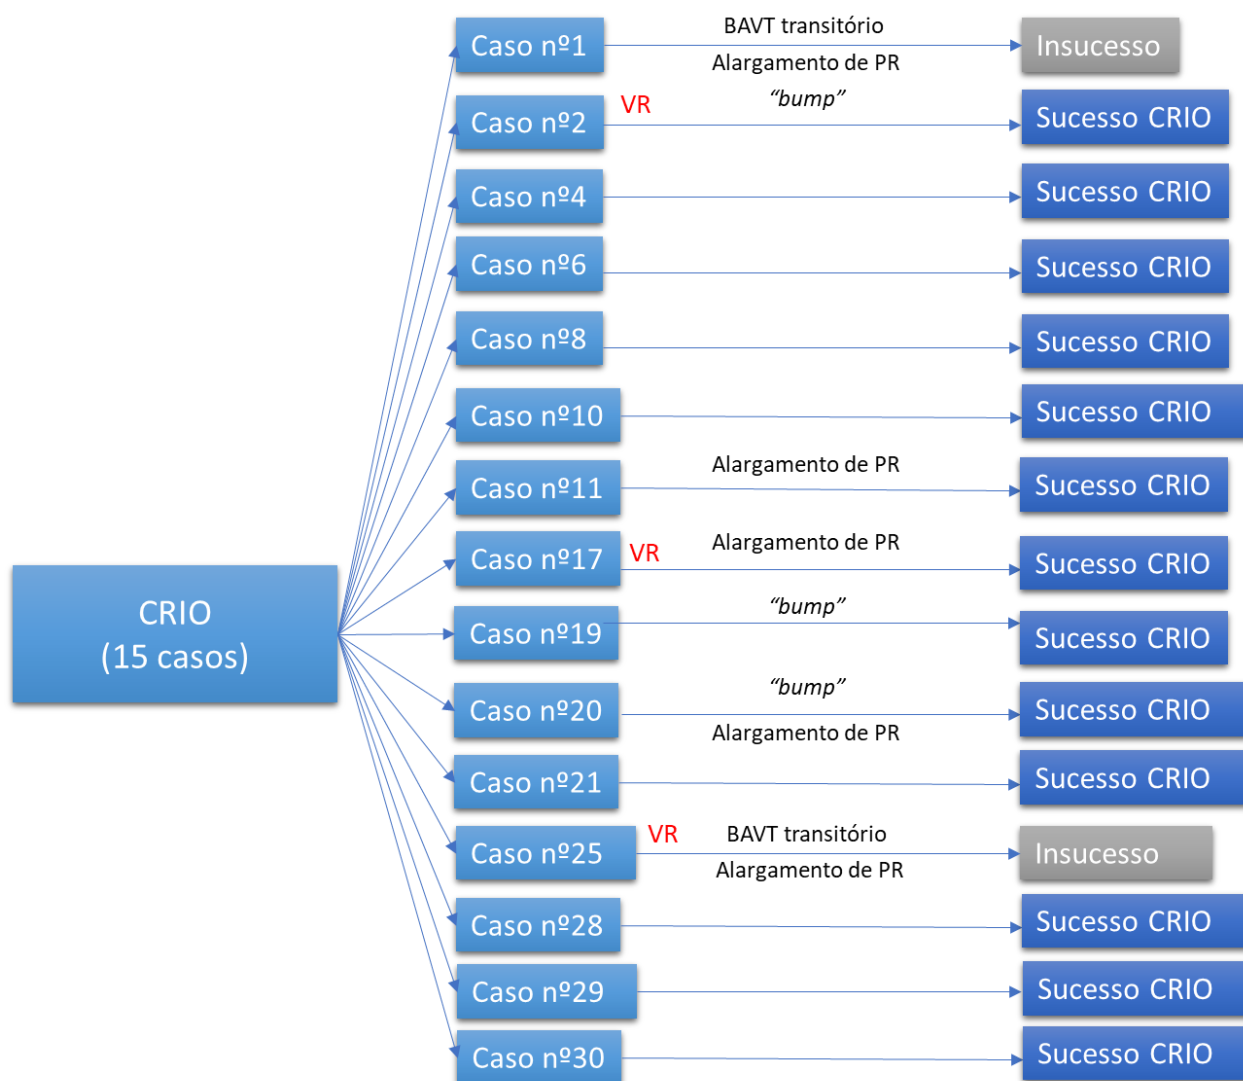 Caso nº1
BAVT transitório
Alargamento de PR
Insucesso
Caso nº2
VR
“bump”
Sucesso CRIO
Caso nº4
Sucesso CRIO
Caso nº6
Sucesso CRIO
Caso nº8
Sucesso CRIO
Caso nº10
Sucesso CRIO
Caso nº11
Alargamento de PR
Sucesso CRIO
Caso nº17
VR
Alargamento de PR
Sucesso CRIO
CRIO
(15 casos)
Caso nº19
“bump”
Sucesso CRIO
Caso nº20
“bump”
Alargamento de PR
Sucesso CRIO
Caso nº21
Sucesso CRIO
Caso nº25
VR
BAVT transitório
Alargamento de PR
Insucesso
Caso nº28
Sucesso CRIO
Caso nº29
Sucesso CRIO
Caso nº30
Sucesso CRIO